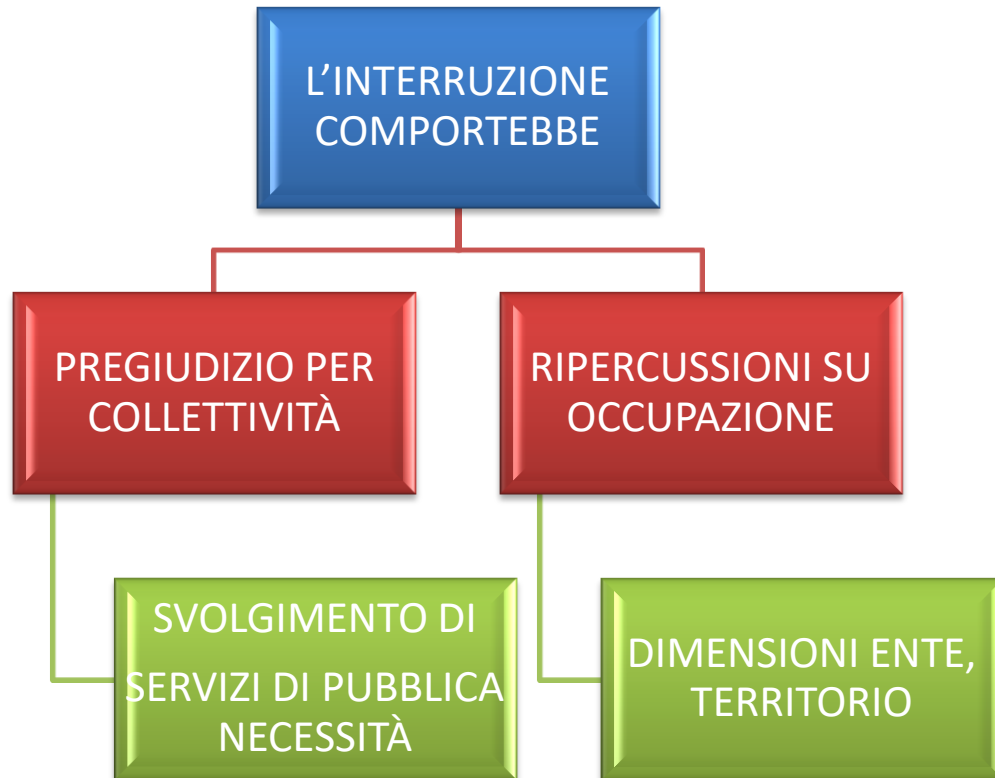 L’INTERRUZIONE
COMPORTEBBE
PREGIUDIZIO PER
COLLETTIVITÀ
RIPERCUSSIONI SU
OCCUPAZIONE
SVOLGIMENTO DI
SERVIZI DI PUBBLICA
NECESSITÀ
DIMENSIONI ENTE,
TERRITORIO